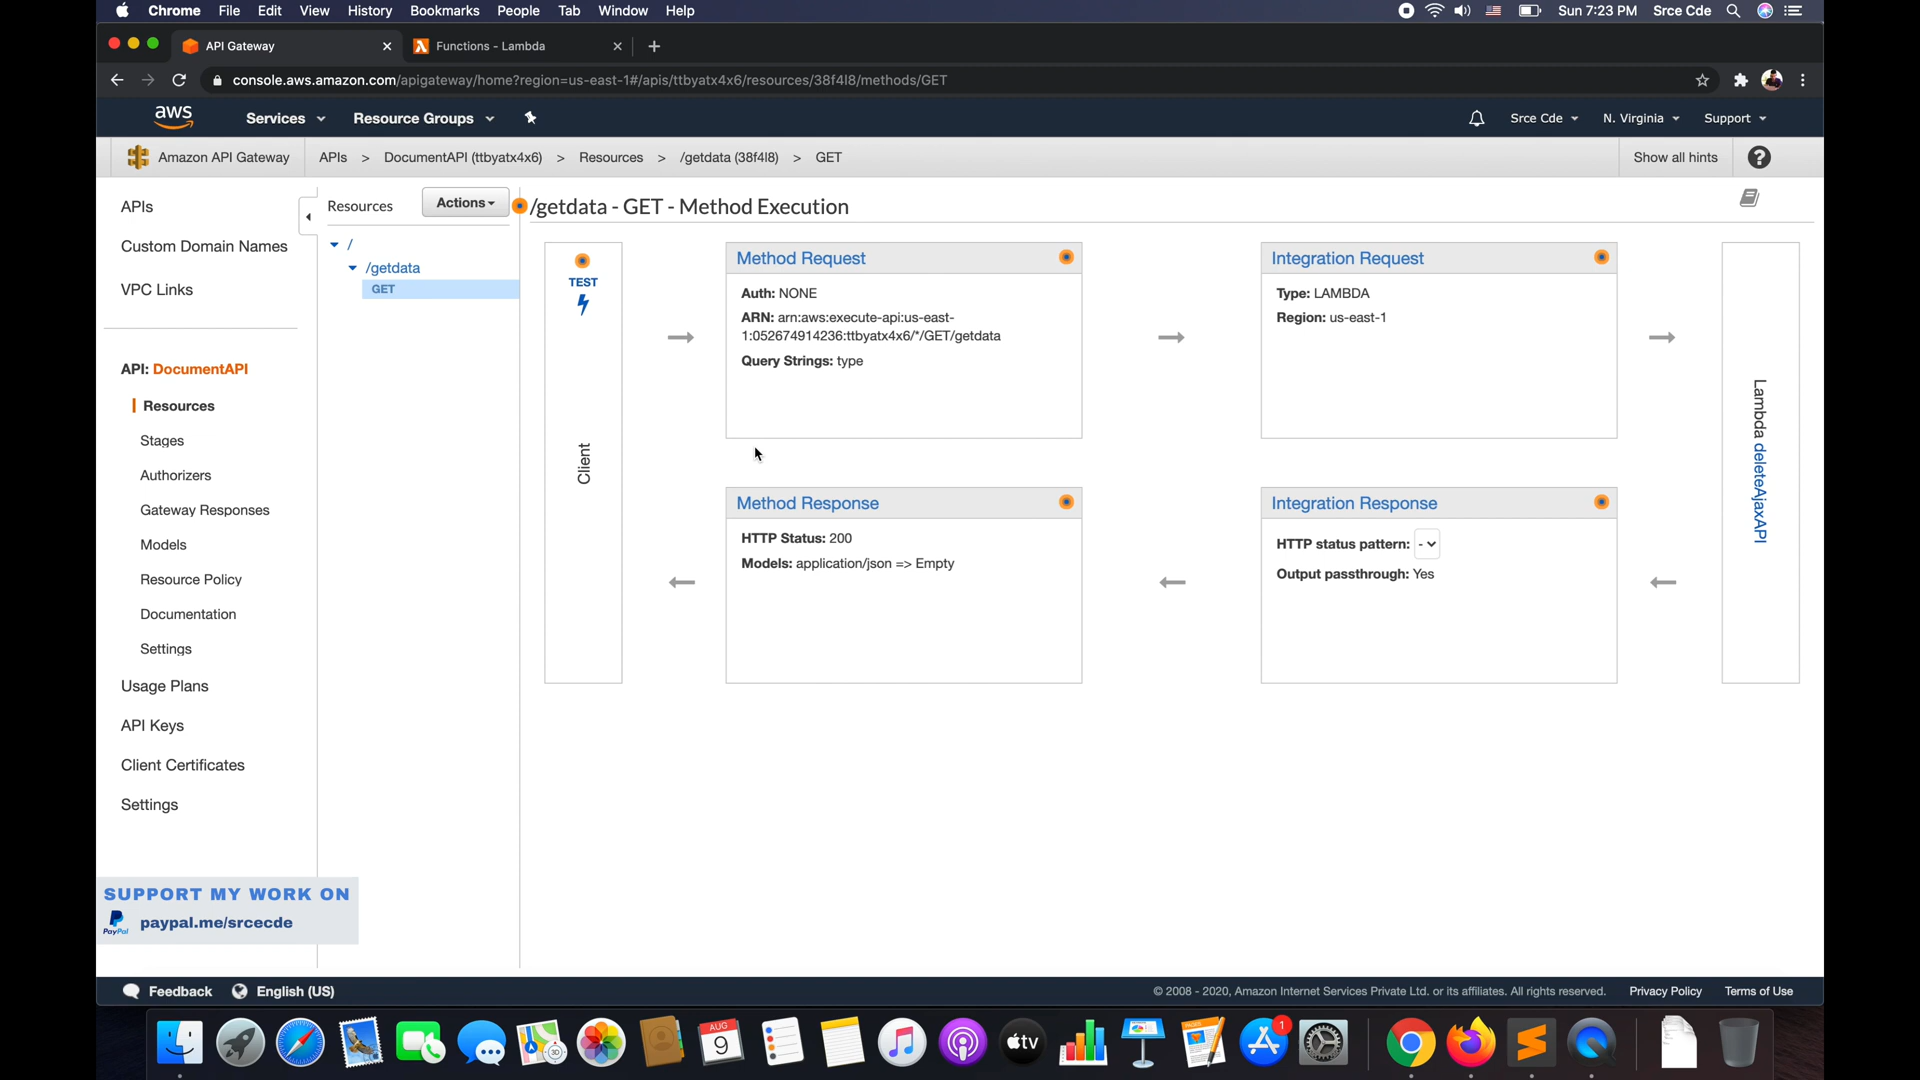 Chrome File Edit View History Bookmarks People Tab Window Help
Sun 7:23 PM Srce Cde
API Gateway
Functions - Lambda
console.aws.amazon.com/apigateway/home?region=us-east-1#/apis/ttbyatx4x6/resources/38f4l8/methods/GET
aws Services Resource Groups Srce Cde N. Virginia Support
Amazon API Gateway APIs > DocumentAPI (ttbyatx4x6) > Resources > /getdata (38f4l8) > GET Show all hints ?
APIs
Custom Domain Names
VPC Links
API: DocumentAPI
Resources
Stages
Authorizers
Gateway Responses
Models
Resource Policy
Documentation
Settings
Usage Plans
API Keys
Client Certificates
Settings
Resources Actions
/
/getdata
GET
/getdata - GET - Method Execution
TEST
Client
Method Request
Auth: NONE
ARN: arn:aws:execute-api:us-east-
1:052674914236:ttbyatx4x6/*/GET/getdata
Query Strings: type
Integration Request
Type: LAMBDA
Region: us-east-1
Method Response
HTTP Status: 200
Models: application/json => Empty
Integration Response
HTTP status pattern: -
Output passthrough: Yes
Lambda deleteAjaxAPI
SUPPORT MY WORK ON
PayPal paypal.me/srcecde
Feedback English (US) © 2008 - 2020, Amazon Internet Services Private Ltd. or its affiliates. All rights reserved. Privacy Policy Terms of Use
AUG
9
3D
tv
PAGES
1